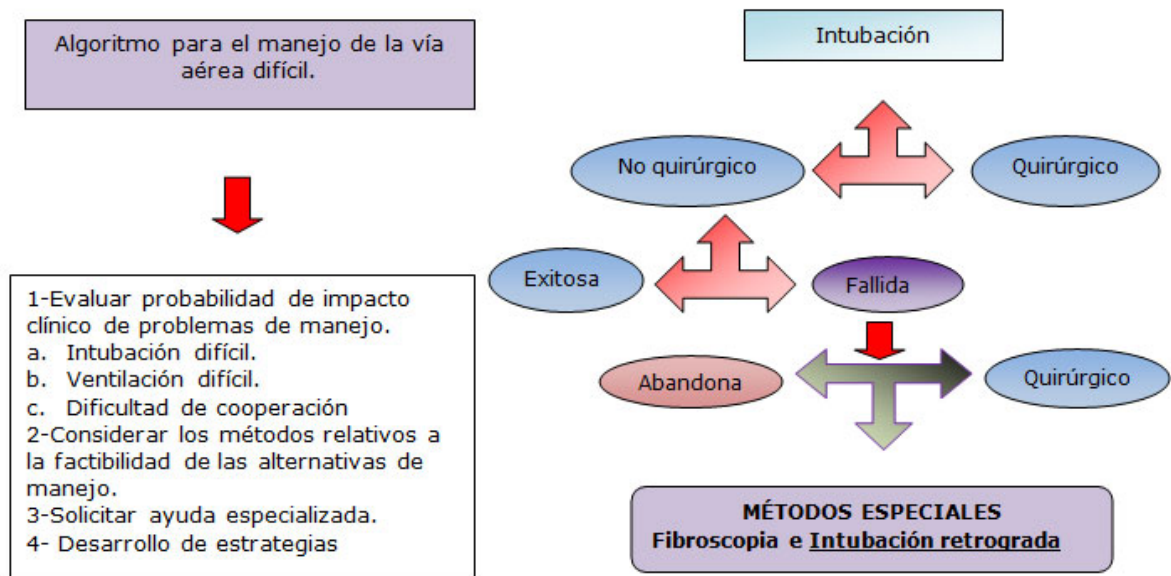 Algoritmo para el manejo de la vía
aérea difícil.
1-Evaluar probabilidad de impacto
clínico de problemas de manejo.
a. Intubación difícil.
b. Ventilación difícil.
c. Dificultad de cooperación
2-Considerar los métodos relativos a
la factibilidad de las alternativas de
manejo.
3-Solicitar ayuda especializada.
4- Desarrollo de estrategias
Intubación
No quirúrgico
Quirúrgico
Exitosa
Fallida
Abandona
Quirúrgico
MÉTODOS ESPECIALES
Fibroscopia e Intubación retrograda